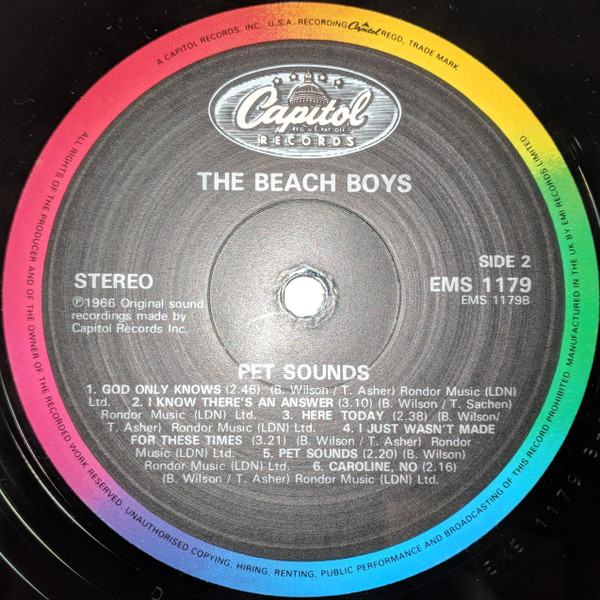 A CAPITOL RECORDS, INC. U.S.A. RECORDING Capitol REGD. TRADE MARK
Capitol
REG. U.S. PAT. OFF.
RECORDS
THE BEACH BOYS
STEREO
SIDE 2
EMS 1179
EMS 1179B
℗1966 Original sound
recordings made by
Capitol Records Inc.
PET SOUNDS
1. GOD ONLY KNOWS (2.46) (B. Wilson / T. Asher) Rondor Music (LDN)
Ltd. 2. I KNOW THERE'S AN ANSWER (3.10) (B. Wilson / T. Sachen)
Rondor Music (LDN) Ltd. 3. HERE TODAY (2.38) (B. Wilson/
T. Asher) Rondor Music (LDN) Ltd. 4. I JUST WASN'T MADE
FOR THESE TIMES (3.21) (B. Wilson / T. Asher) Rondor
Music (LDN) Ltd. 5. PET SOUNDS (2.20) (B. Wilson)
Rondor Music (LDN) Ltd. 6. CAROLINE, NO (2.16)
(B. Wilson / T. Asher) Rondor Music (LDN) Ltd.
ALL RIGHTS OF THE PRODUCER AND OF THE OWNER OF THE RECORDED WORK RESERVED. UNAUTHORISED COPYING, HIRING, RENTING, PUBLIC PERFORMANCE AND BROADCASTING OF THIS RECORD PROHIBITED. MANUFACTURED IN THE UK BY EMI RECORDS LIMITED
EMS 1179 B